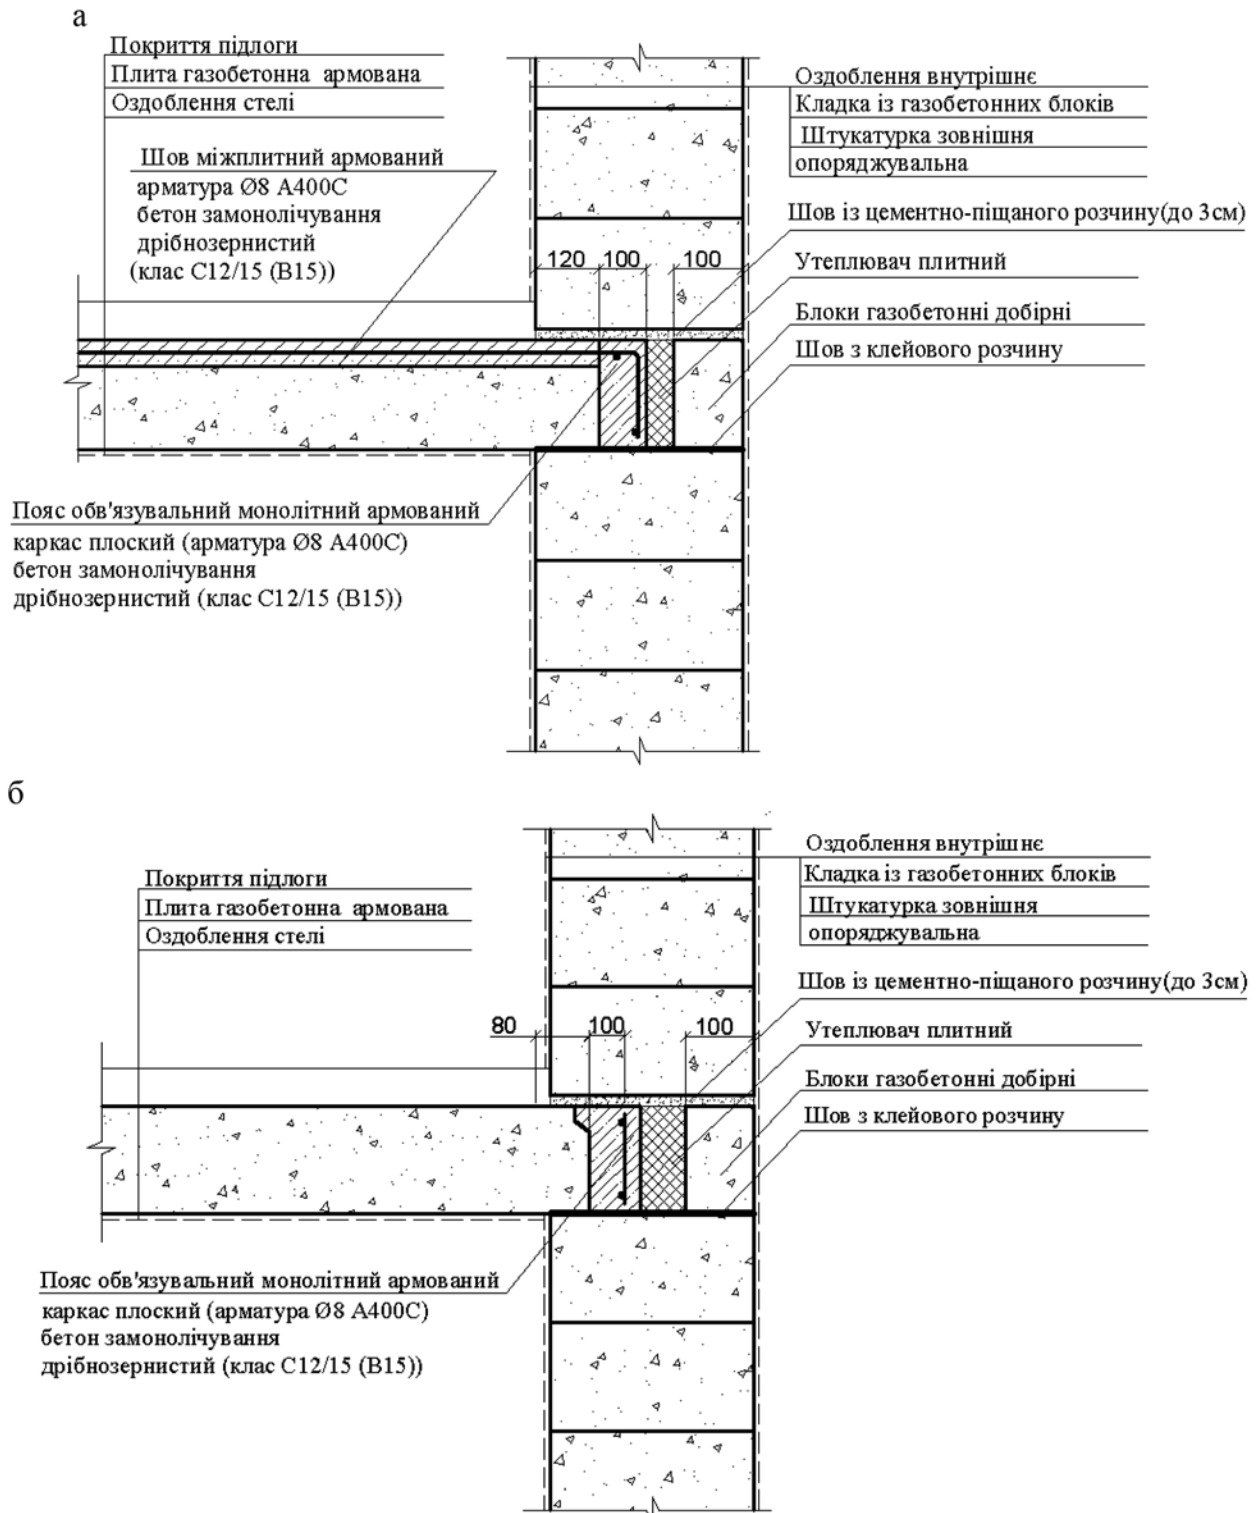 а
Покриття підлоги
Плита газобетонна армована
Оздоблення стелі
Шов міжплитний армований
арматура Ø8 А400С
бетон замонолічування
дрібнозернистий
(клас С12/15 (В15))
Оздоблення внутрішнє
Кладка із газобетонних блоків
Штукатурка зовнішня
опоряджувальна
Шов із цементно-піщаного розчину(до 3см)
120 100 100
Утеплювач плитний
Блоки газобетонні добірні
Шов з клейового розчину
Пояс обв'язувальний монолітний армований
каркас плоский (арматура Ø8 А400С)
бетон замонолічування
дрібнозернистий (клас С12/15 (В15))
б
Оздоблення внутрішнє
Кладка із газобетонних блоків
Штукатурка зовнішня
опоряджувальна
Покриття підлоги
Плита газобетонна армована
Оздоблення стелі
Шов із цементно-піщаного розчину(до 3см)
80 100 100
Утеплювач плитний
Блоки газобетонні добірні
Шов з клейового розчину
Пояс обв'язувальний монолітний армований
каркас плоский (арматура Ø8 А400С)
бетон замонолічування
дрібнозернистий (клас С12/15 (В15))